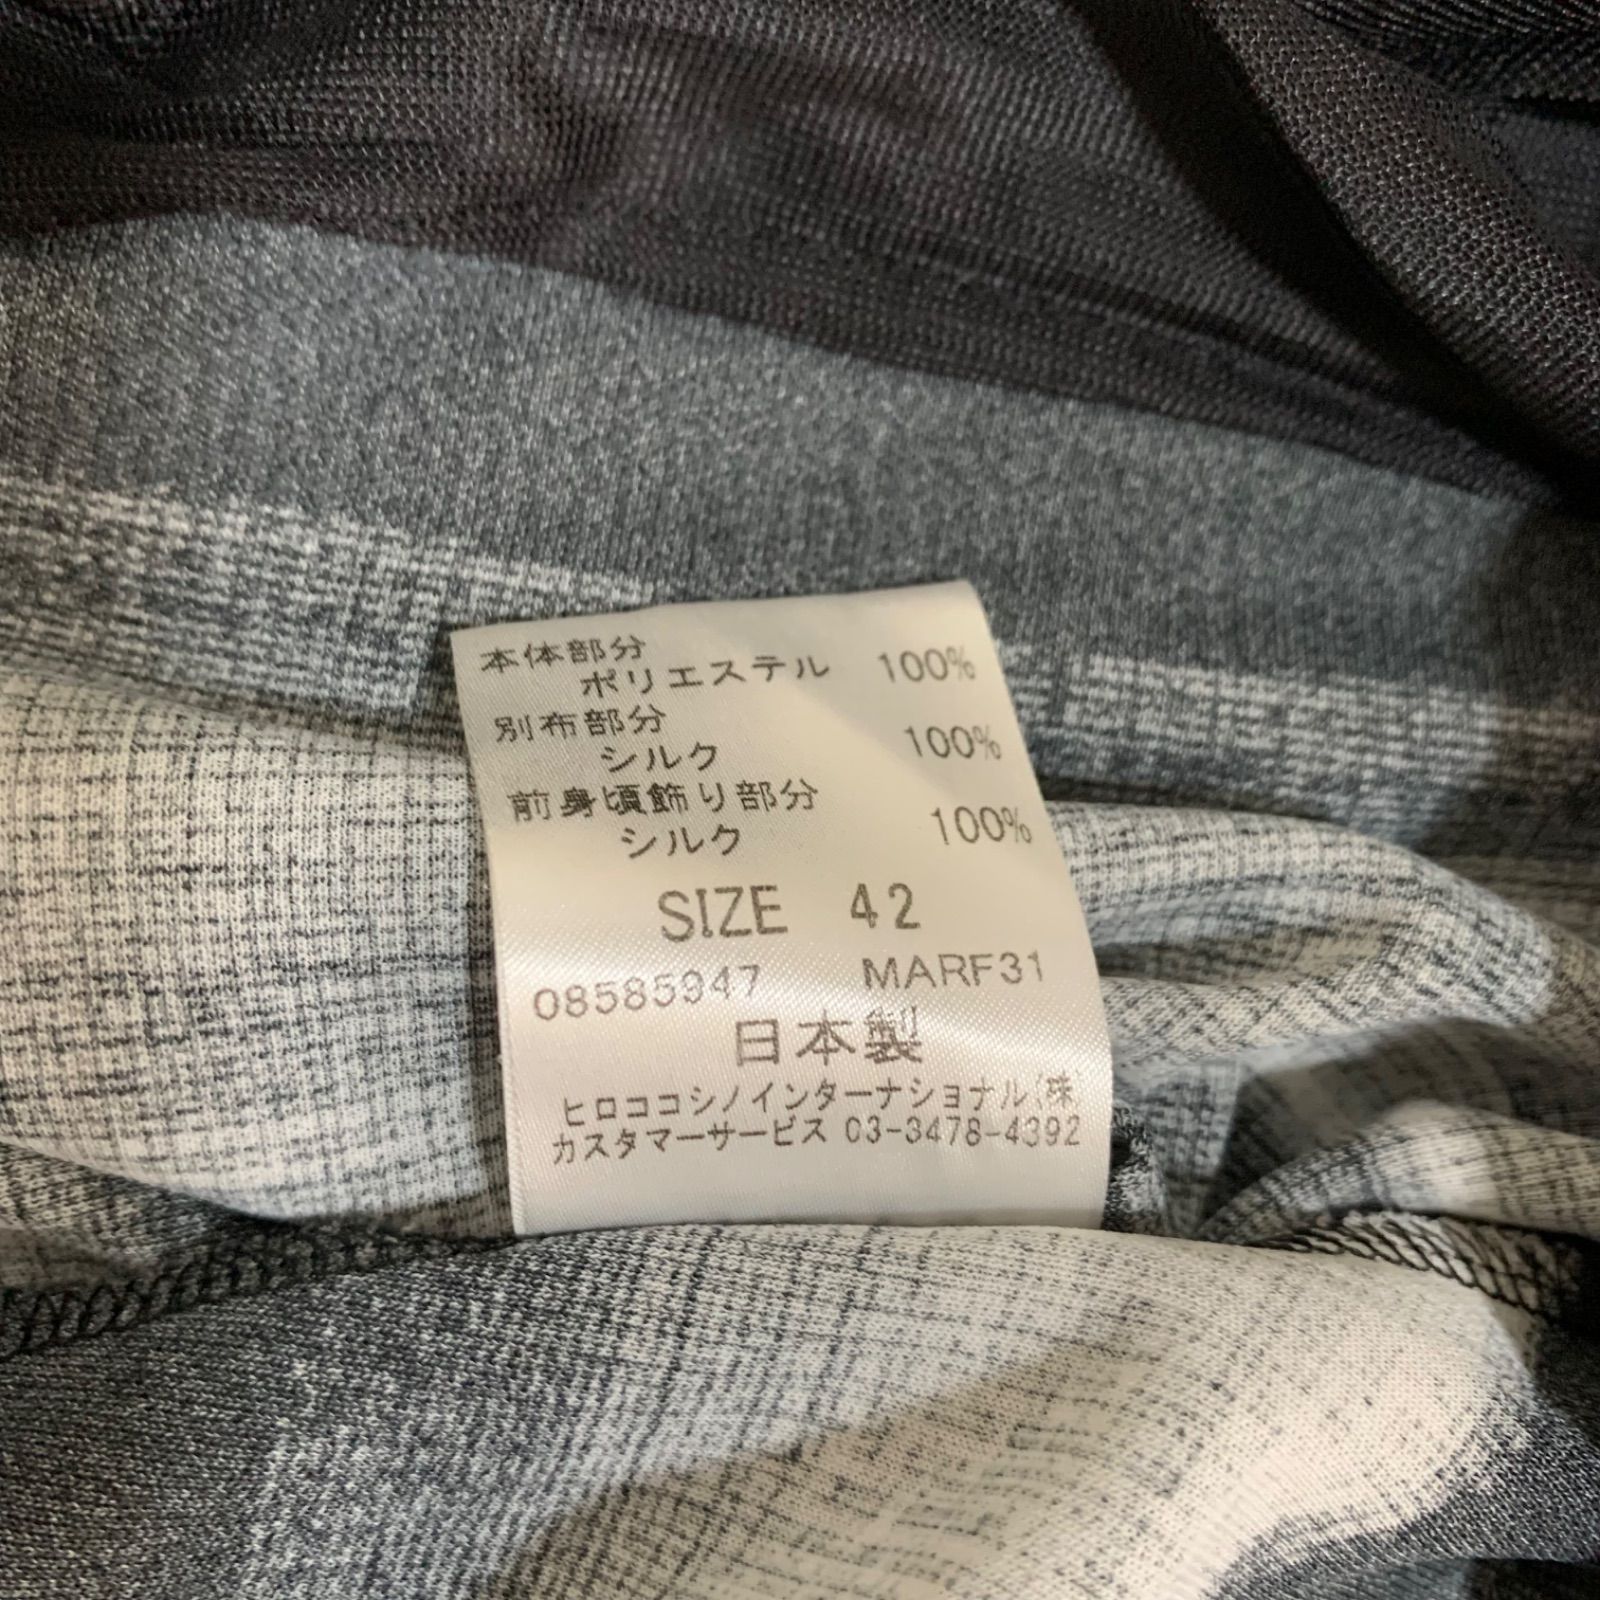 本体部分
ポリエステル 100%
別布部分
シルク 100%
前身頃飾り部分
シルク 100%
SIZE 42
08585947 MARF31
日本製
ヒロココシノインターナショナル(株)
カスタマーサービス 03-3478-4392